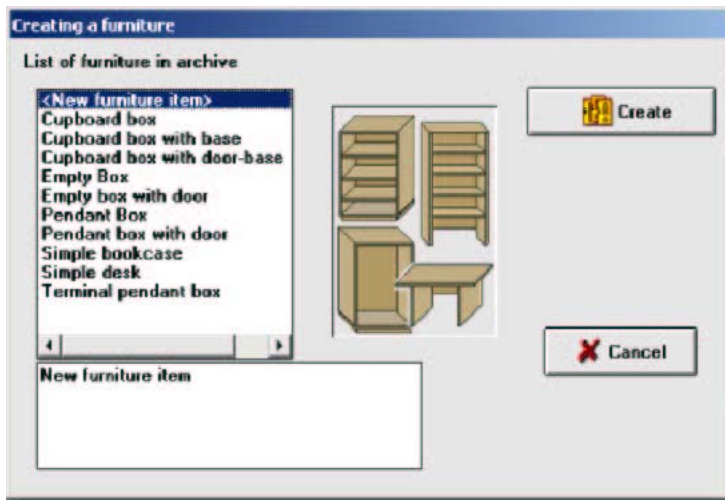 Creating a furniture
List of furniture in archive
<New furniture item>
Cupboard box
Cupboard box with base
Cupboard box with door-base
Empty Box
Empty box with door
Pendant Box
Pendant box with door
Simple bookcase
Simple desk
Terminal pendant box
New furniture item
Create
Cancel